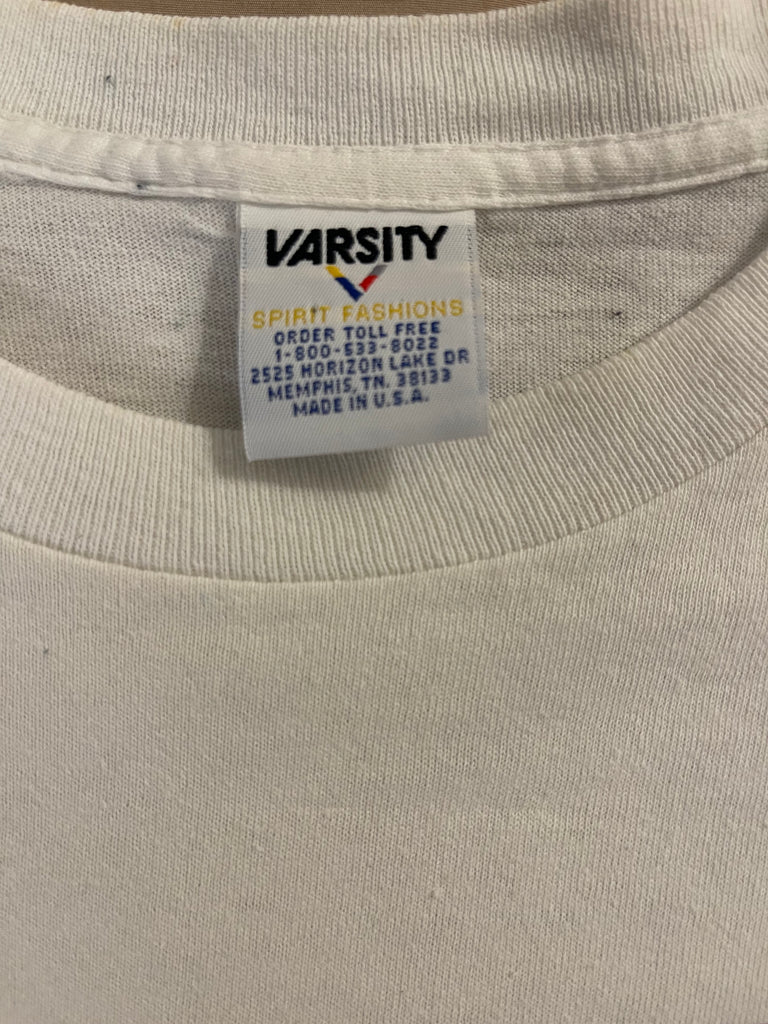 VARSITY
SPIRIT FASHIONS
ORDER TOLL FREE
1-800-533-8022
2525 HORIZON LAKE DR
MEMPHIS, TN. 38133
MADE IN U.S.A.